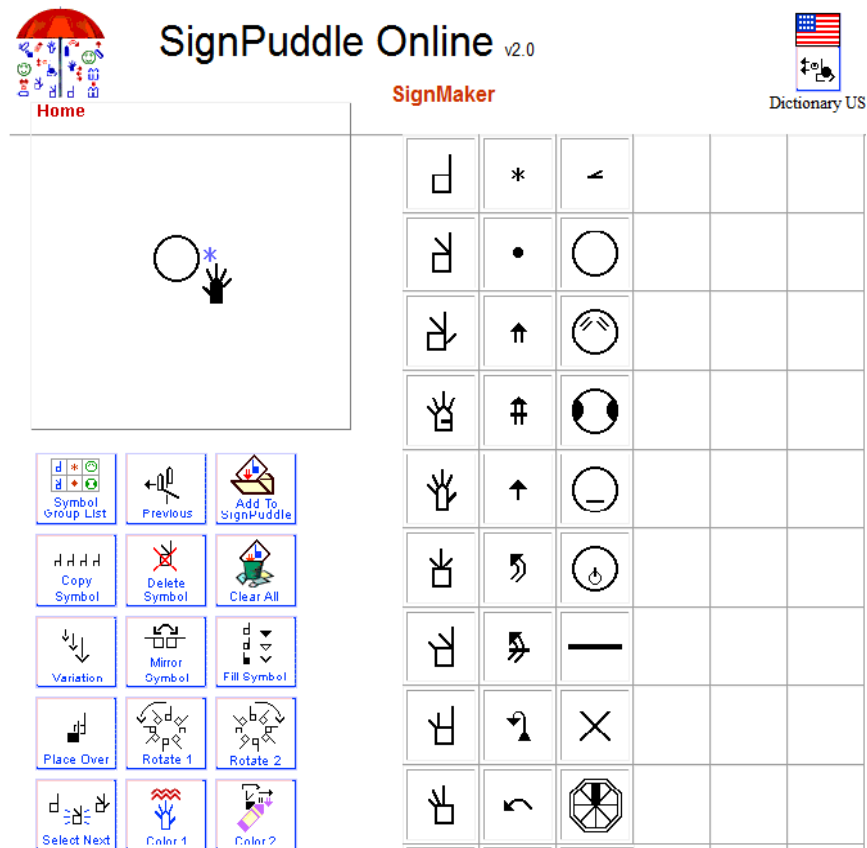 SignPuddle Online v2.0
SignMaker
Home
Dictionary US
Symbol
Group List
Previous
Add To
SignPuddle
Copy
Symbol
Delete
Symbol
Clear All
Variation
Mirror
Symbol
Fill Symbol
Place Over
Rotate 1
Rotate 2
Select Next
Color 1
Color 2